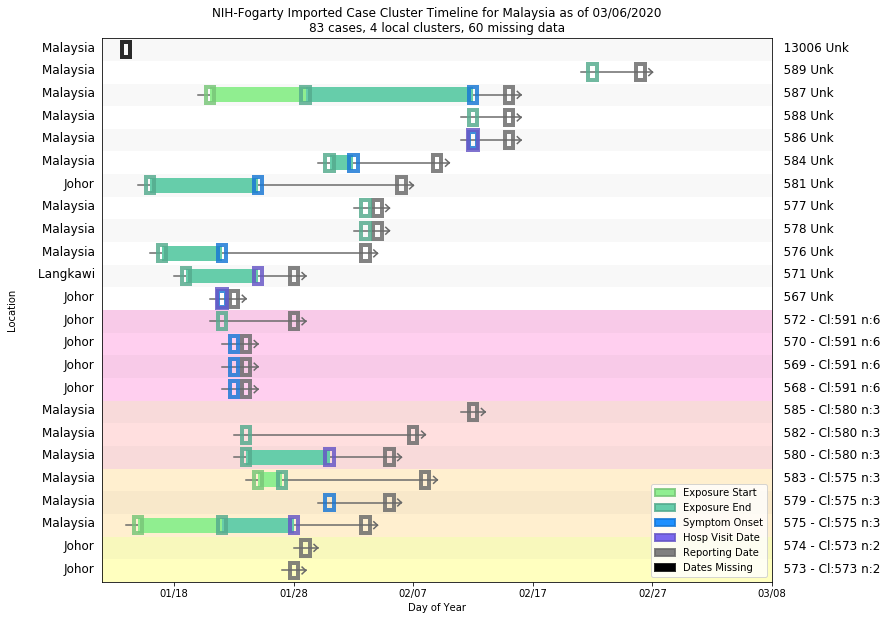 NIH-Fogarty Imported Case Cluster Timeline for Malaysia as of 03/06/2020
83 cases, 4 local clusters, 60 missing data
Malaysia 13006 Unk
Malaysia 589 Unk
Malaysia 587 Unk
Malaysia 588 Unk
Malaysia 586 Unk
Malaysia 584 Unk
Johor 581 Unk
Malaysia 577 Unk
Malaysia 578 Unk
Malaysia 576 Unk
Langkawi 571 Unk
Johor 567 Unk
Johor 572 - Cl:591 n:6
Johor 570 - Cl:591 n:6
Johor 569 - Cl:591 n:6
Johor 568 - Cl:591 n:6
Malaysia 585 - Cl:580 n:3
Malaysia 582 - Cl:580 n:3
Malaysia 580 - Cl:580 n:3
Malaysia 583 - Cl:575 n:3
Malaysia 579 - Cl:575 n:3
Malaysia 575 - Cl:575 n:3
Johor 574 - Cl:573 n:2
Johor 573 - Cl:573 n:2
Location
Exposure Start
Exposure End
Symptom Onset
Hosp Visit Date
Reporting Date
Dates Missing
01/18 01/28 02/07 02/17 02/27 03/08
Day of Year